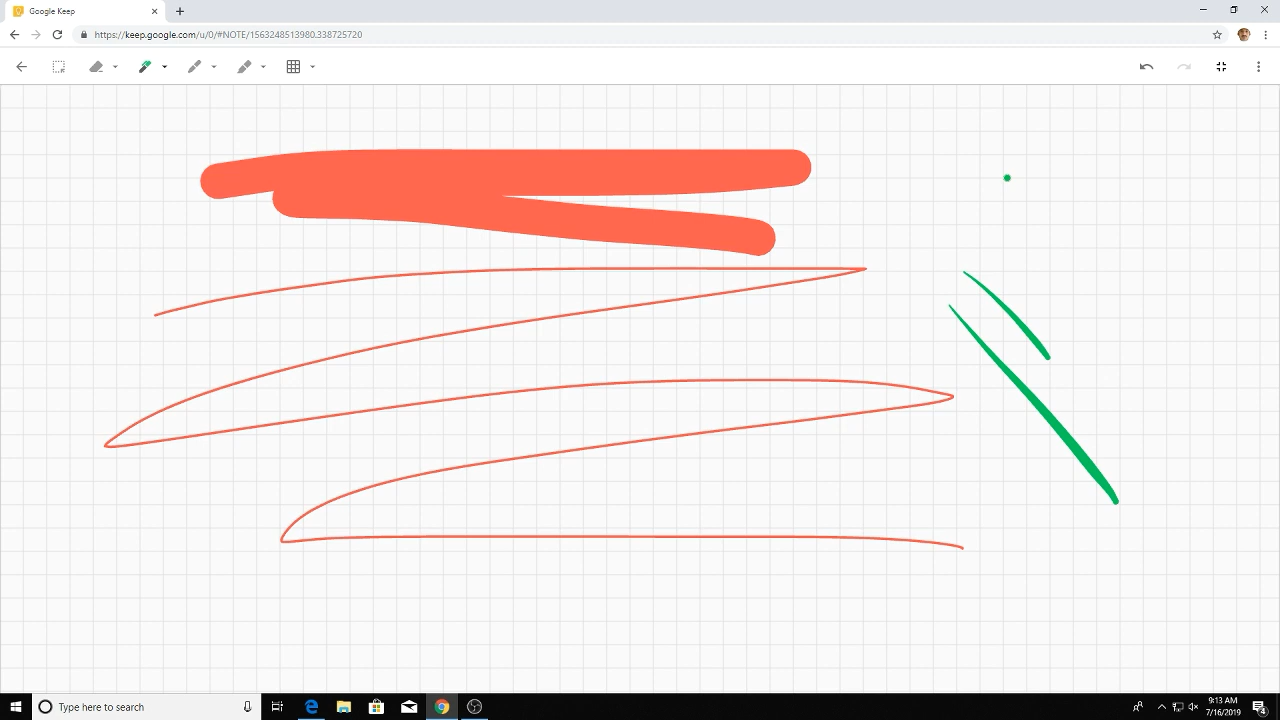 Google Keep
https://keep.google.com/u/0/#NOTE/1563248513980.338725720
Type here to search
9:13 AM
7/16/2019
4